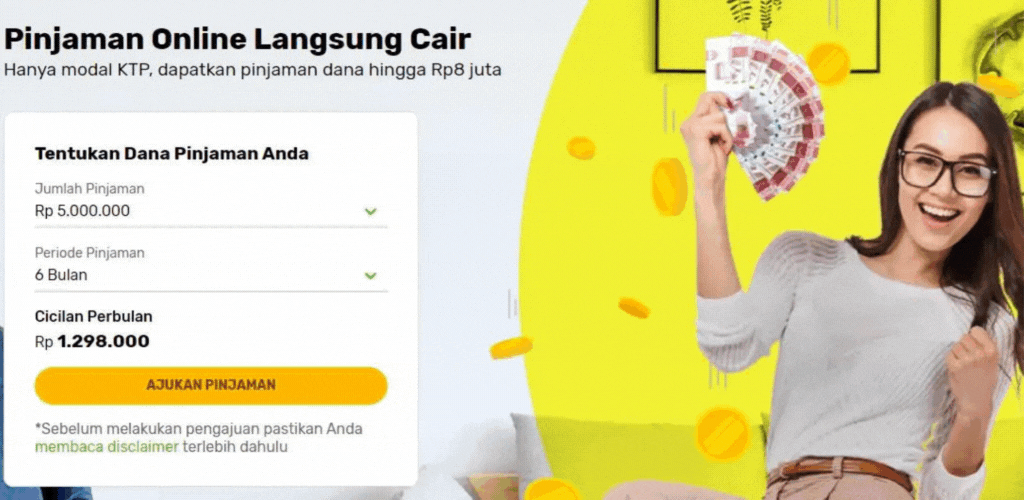 Pinjaman Online Langsung Cair
Hanya modal KTP, dapatkan pinjaman dana hingga Rp8 juta
Tentukan Dana Pinjaman Anda
Jumlah Pinjaman
Rp 5.000.000
Periode Pinjaman
6 Bulan
Cicilan Perbulan
Rp 1.298.000
AJUKAN PINJAMAN
*Sebelum melakukan pengajuan pastikan Anda
membaca disclaimer terlebih dahulu